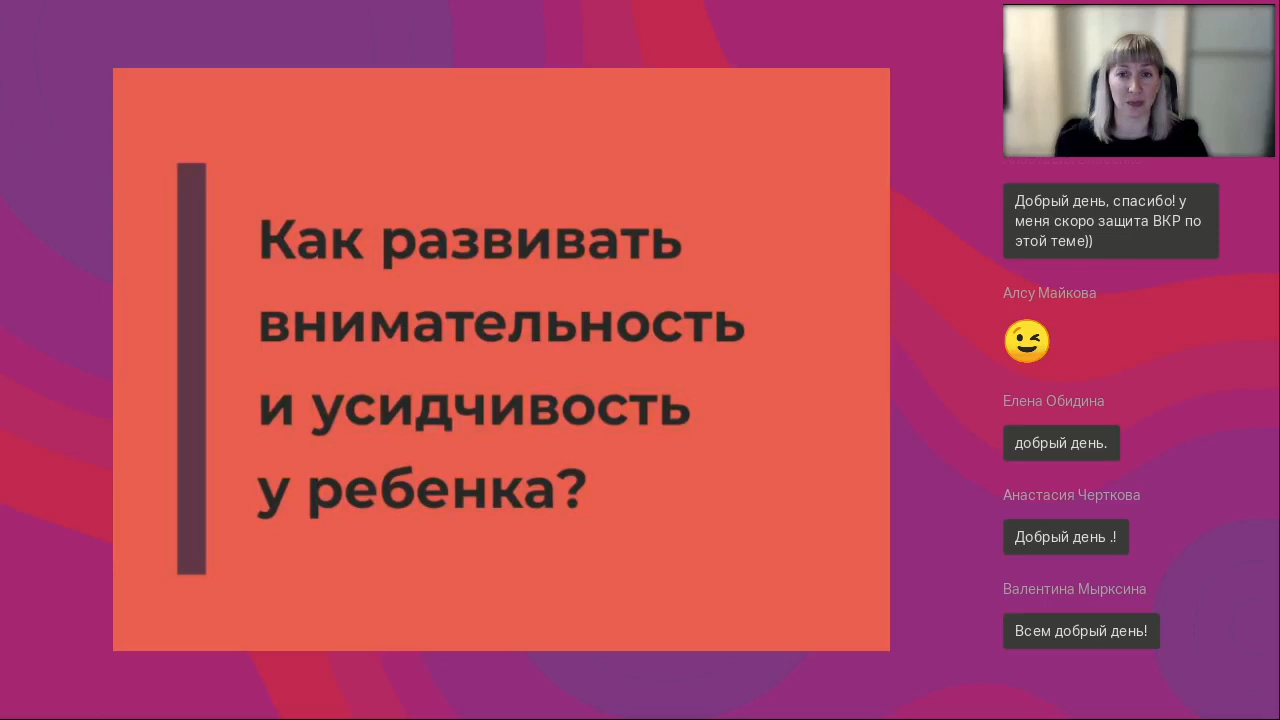 Как развивать
внимательность
и усидчивость
у ребенка?
Добрый день, спасибо! у
меня скоро защита ВКР по
этой теме))
Алсу Майкова
Елена Обидина
добрый день.
Анастасия Черткова
Добрый день .!
Валентина Мырксина
Всем добрый день!